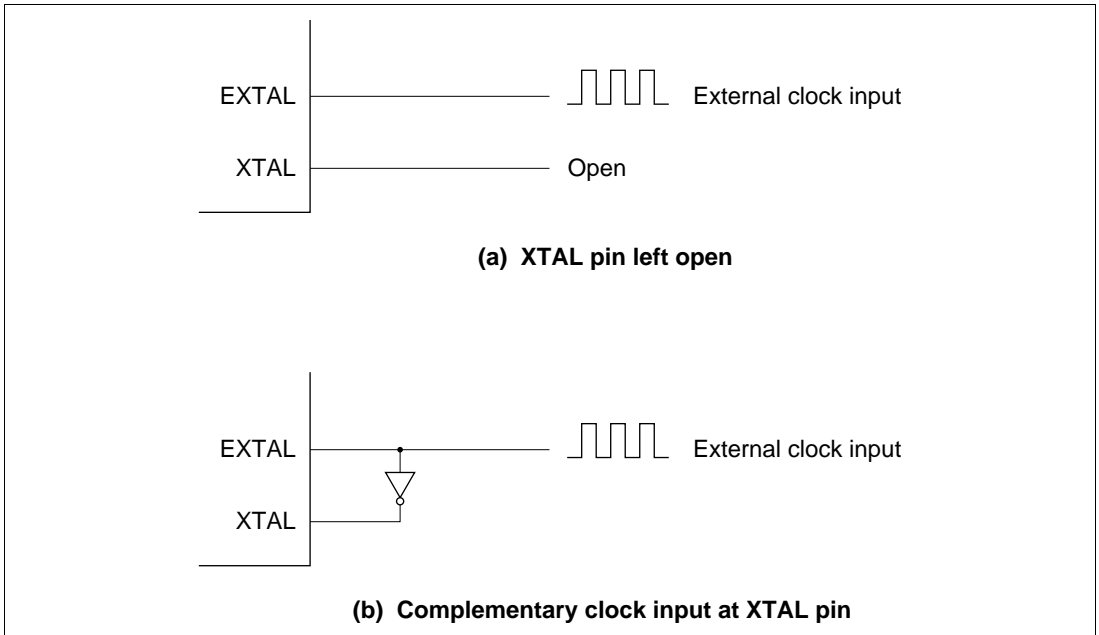 EXTAL External clock input
XTAL Open
(a) XTAL pin left open
EXTAL External clock input
XTAL
(b) Complementary clock input at XTAL pin